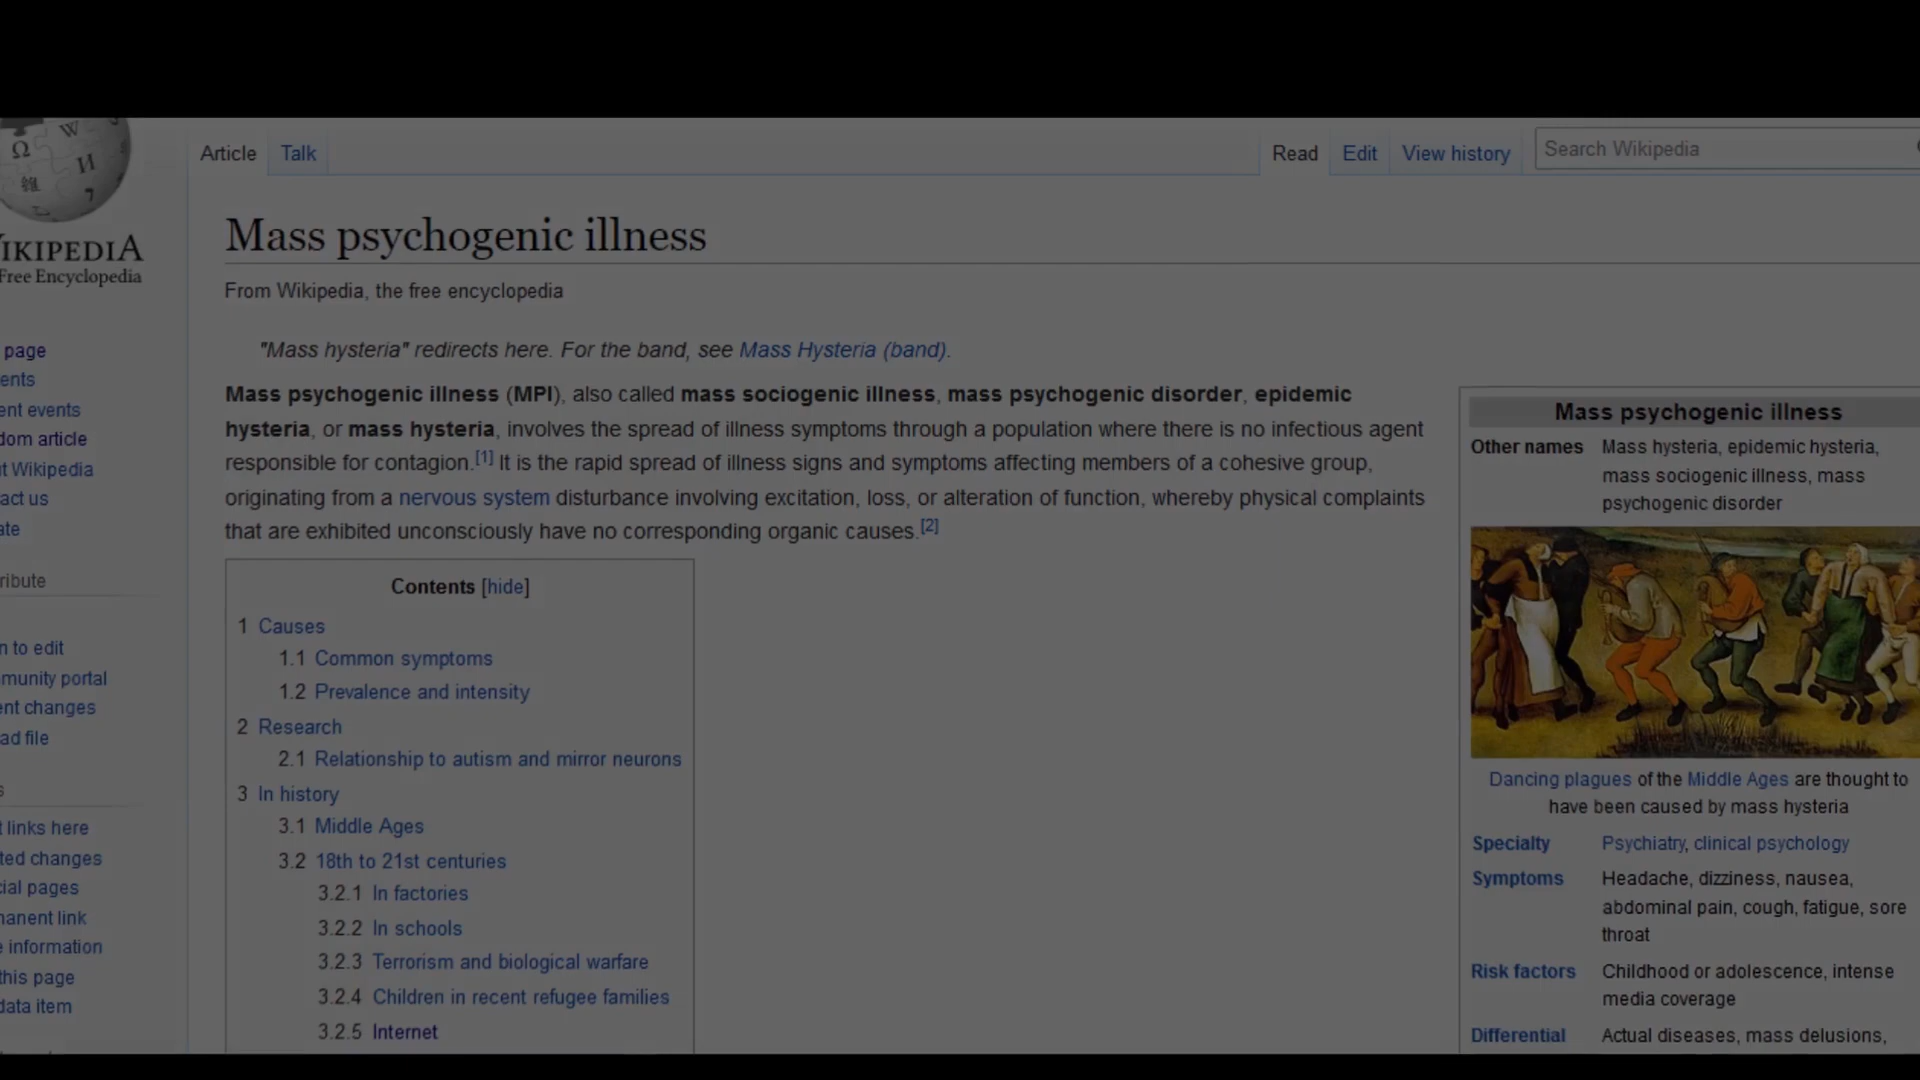 Article Talk Read Edit View history Search Wikipedia
Mass psychogenic illness
From Wikipedia, the free encyclopedia
"Mass hysteria" redirects here. For the band, see Mass Hysteria (band).
Mass psychogenic illness (MPI), also called mass sociogenic illness, mass psychogenic disorder, epidemic
hysteria, or mass hysteria, involves the spread of illness symptoms through a population where there is no infectious agent
responsible for contagion.[1] It is the rapid spread of illness signs and symptoms affecting members of a cohesive group,
originating from a nervous system disturbance involving excitation, loss, or alteration of function, whereby physical complaints
that are exhibited unconsciously have no corresponding organic causes.[2]
Contents [hide]
1 Causes
1.1 Common symptoms
1.2 Prevalence and intensity
2 Research
2.1 Relationship to autism and mirror neurons
3 In history
3.1 Middle Ages
3.2 18th to 21st centuries
3.2.1 In factories
3.2.2 In schools
3.2.3 Terrorism and biological warfare
3.2.4 Children in recent refugee families
3.2.5 Internet
Mass psychogenic illness
Other names Mass hysteria, epidemic hysteria,
mass sociogenic illness, mass
psychogenic disorder
Dancing plagues of the Middle Ages are thought to
have been caused by mass hysteria
Specialty Psychiatry, clinical psychology
Symptoms Headache, dizziness, nausea,
abdominal pain, cough, fatigue, sore
throat
Risk factors Childhood or adolescence, intense
media coverage
Differential Actual diseases, mass delusions,
IKIPEDIA
Free Encyclopedia
page
ents
ent events
dom article
t Wikipedia
act us
ate
ribute
n to edit
munity portal
ent changes
ad file
s
t links here
ted changes
cial pages
manent link
e information
this page
data item